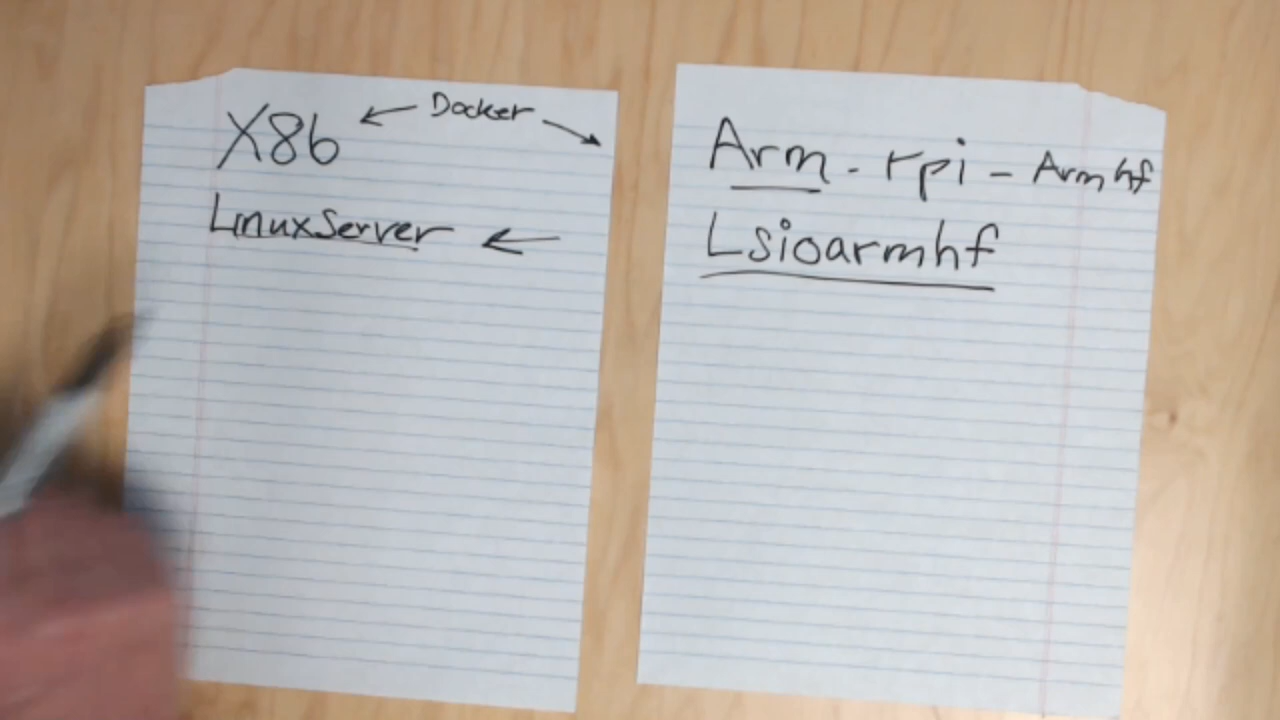 X86 ← Docker →
LinuxServer ←
Arm - rpi - Armhf
Lsioarmhf